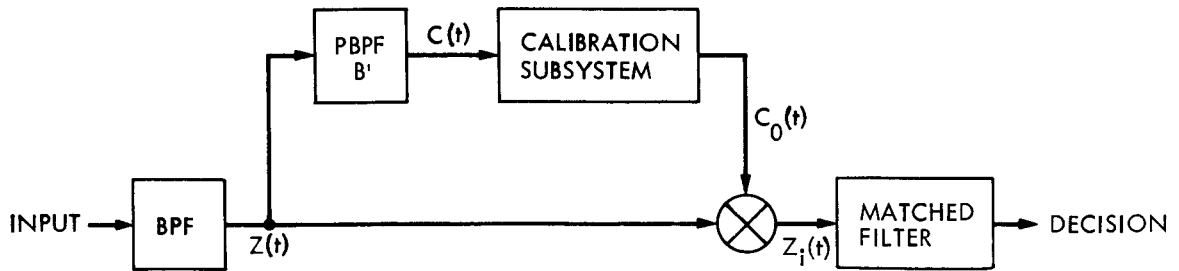 PBPF
B'
C(t)
CALIBRATION
SUBSYSTEM
C0(t)
INPUT
BPF
Z(t)
Zi(t)
MATCHED
FILTER
DECISION